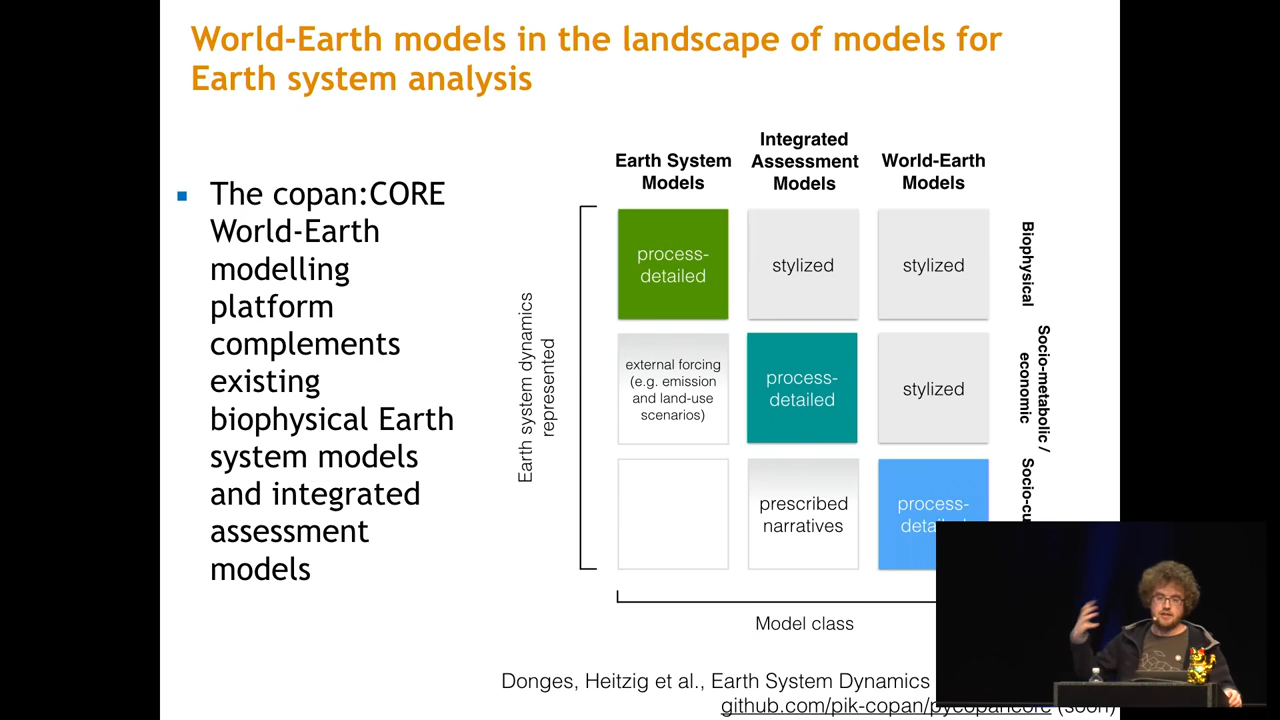 World-Earth models in the landscape of models for
Earth system analysis
The copan:CORE
World-Earth
modelling
platform
complements
existing
biophysical Earth
system models
and integrated
assessment
models
Earth System
Models
Integrated
Assessment
Models
World-Earth
Models
Earth system dynamics
represented
process-
detailed
stylized
stylized
Biophysical
external forcing
(e.g. emission
and land-use
scenarios)
process-
detailed
stylized
Socio-metabolic /
economic
prescribed
narratives
process-
detailed
Socio-cu
Model class
Donges, Heitzig et al., Earth System Dynamics
github.com/pik-copan/pycopancore (soon)